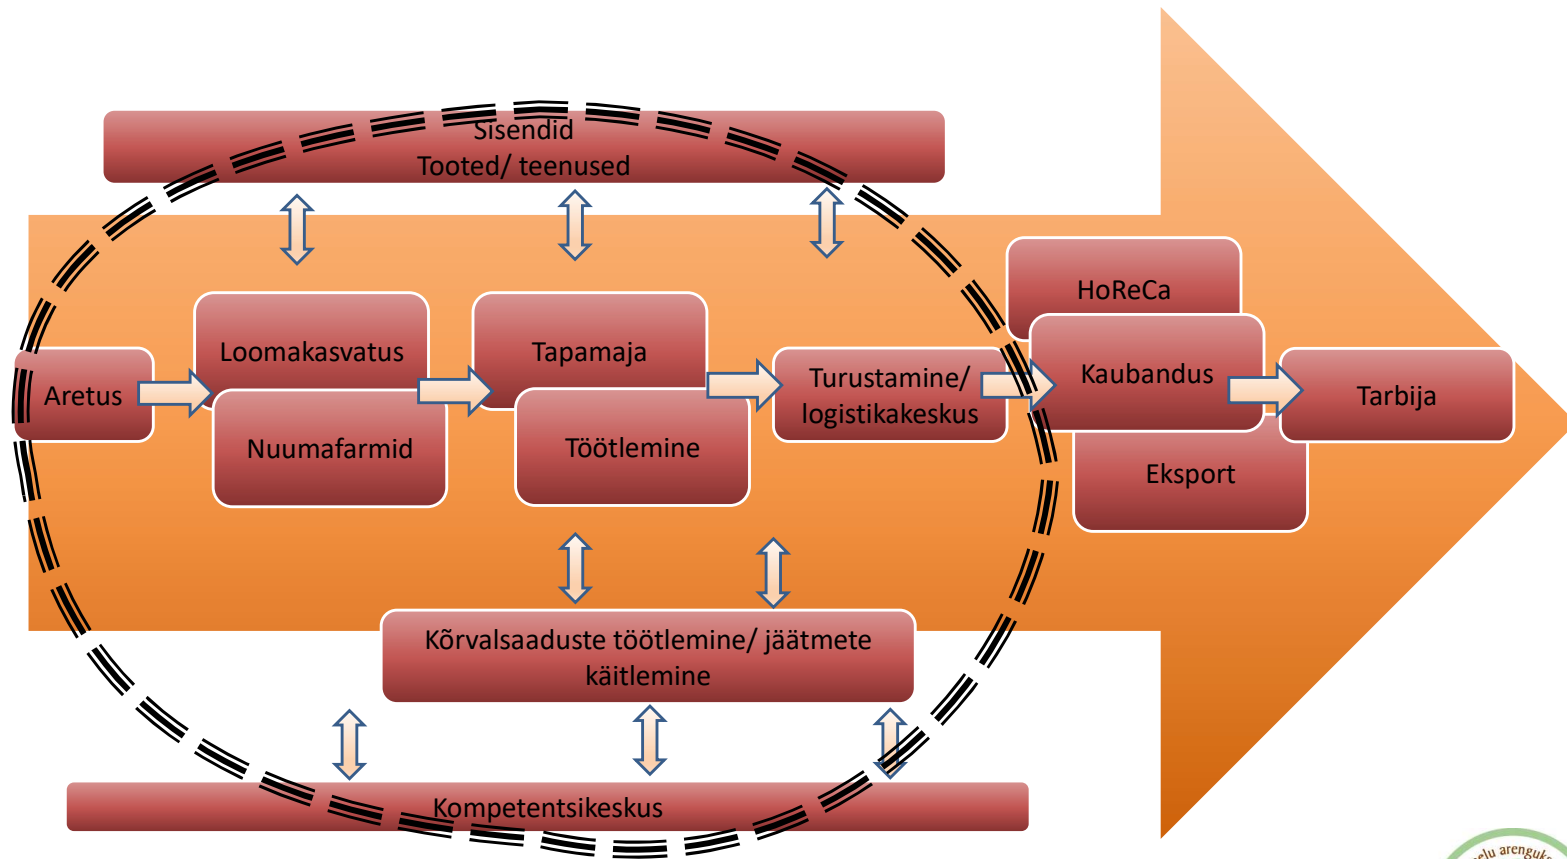 Sisendid
Tooted/ teenused
HoReCa
Loomakasvatus
Tapamaja
Aretus
Turustamine/
logistikakeskus
Kaubandus
Tarbija
Nuumafarmid
Töötlemine
Eksport
Kõrvalsaaduste töötlemine/ jäätmete
käitlemine
Kompetentsikeskus